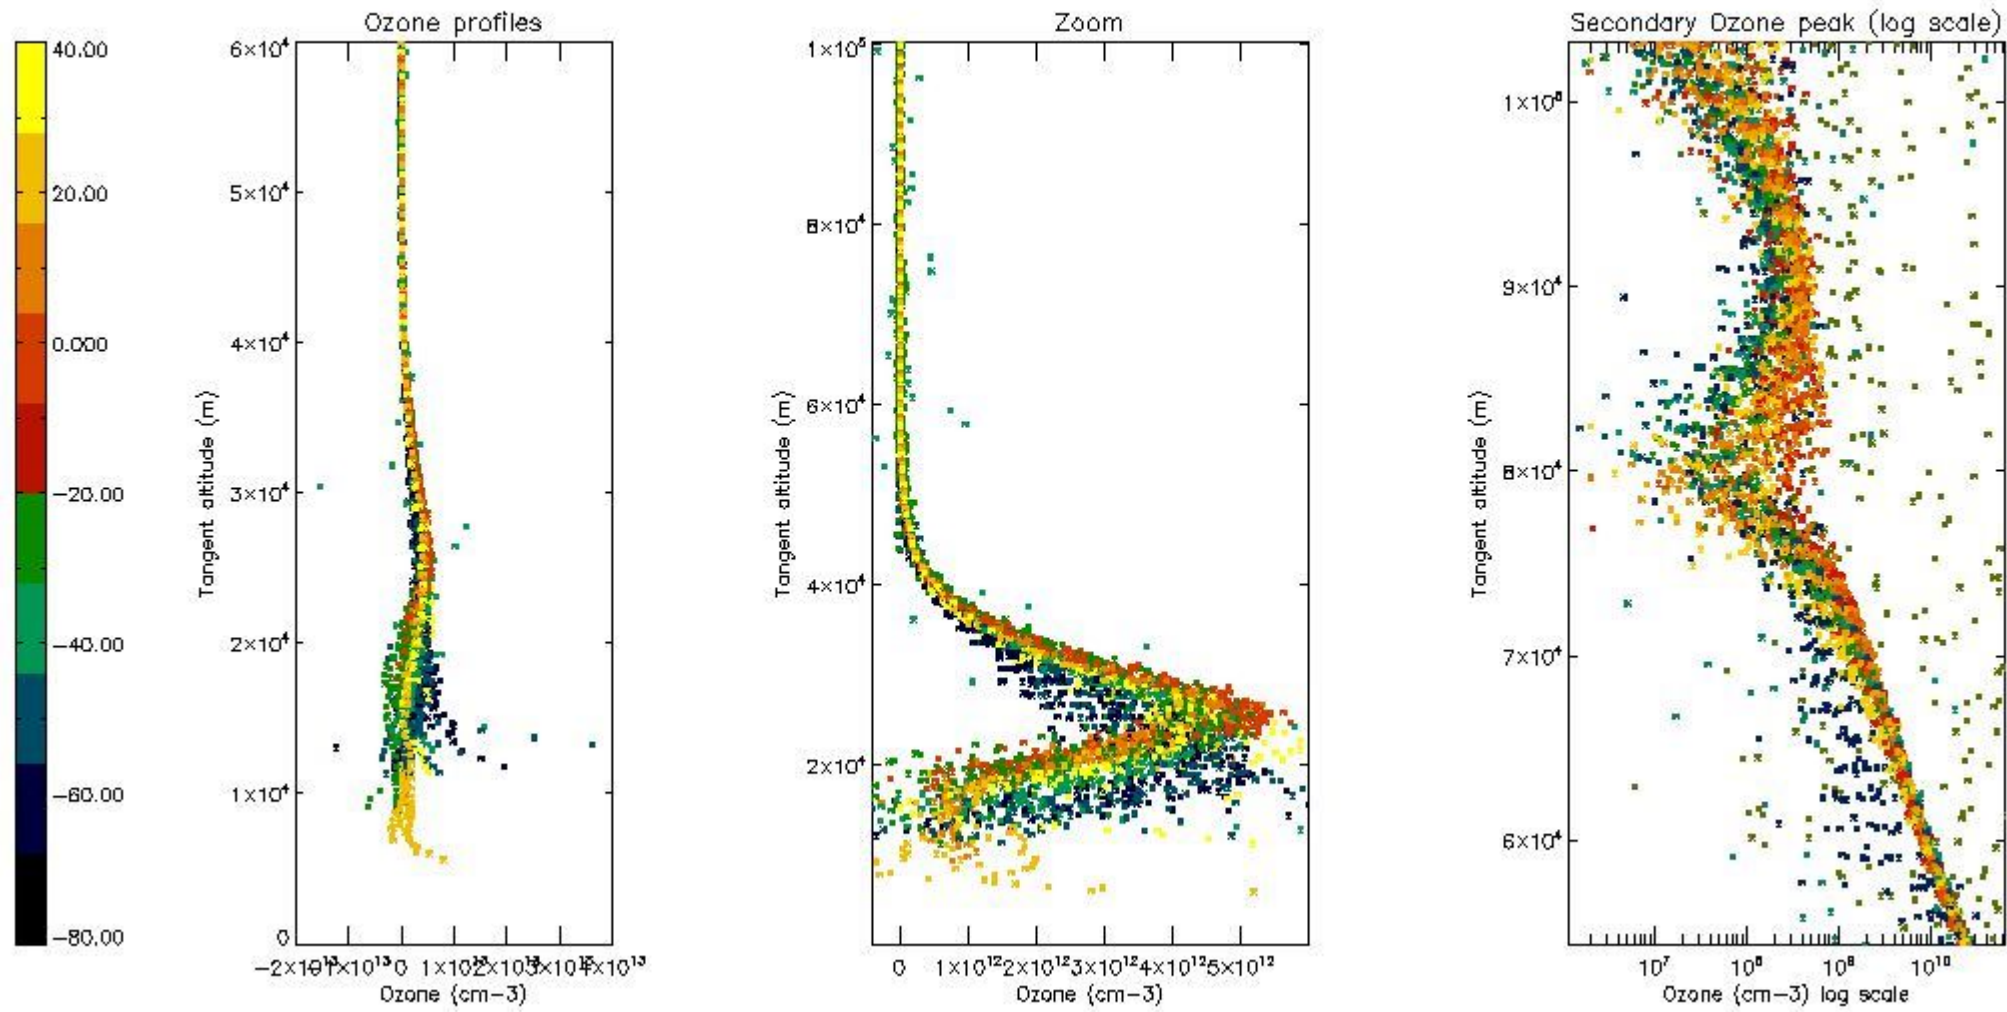 Ozone profiles
Zoom
Secondary Ozone peak (log scale)
40.00
20.00
0.000
−20.00
−40.00
−60.00
−80.00
6×10⁴
5×10⁴
4×10⁴
3×10⁴
2×10⁴
1×10⁴
0
Tangent altitude (m)
0
Ozone (cm−3)
1×10⁵
8×10⁴
6×10⁴
4×10⁴
2×10⁴
Tangent altitude (m)
0 1×10¹² 2×10¹² 3×10¹² 4×10¹² 5×10¹²
Ozone (cm−3)
9×10⁴
8×10⁴
7×10⁴
6×10⁴
Tangent altitude (m)
10⁷ 10⁸ 10⁹ 10¹⁰
Ozone (cm−3) log scale